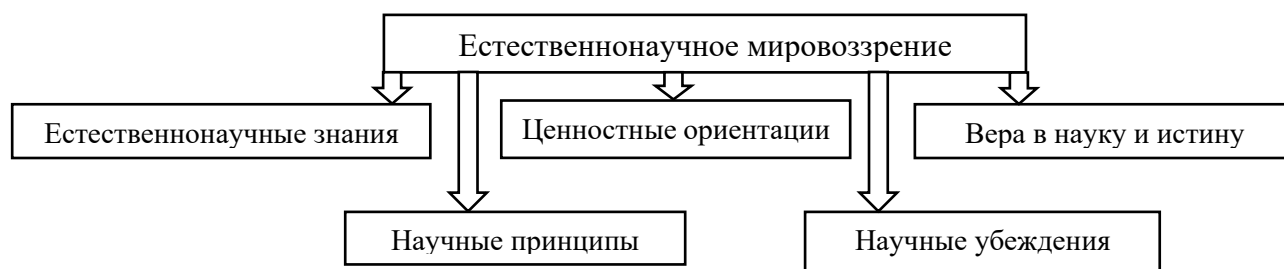 Естественнонаучное мировоззрение
Естественнонаучные знания
Ценностные ориентации
Вера в науку и истину
Научные принципы
Научные убеждения